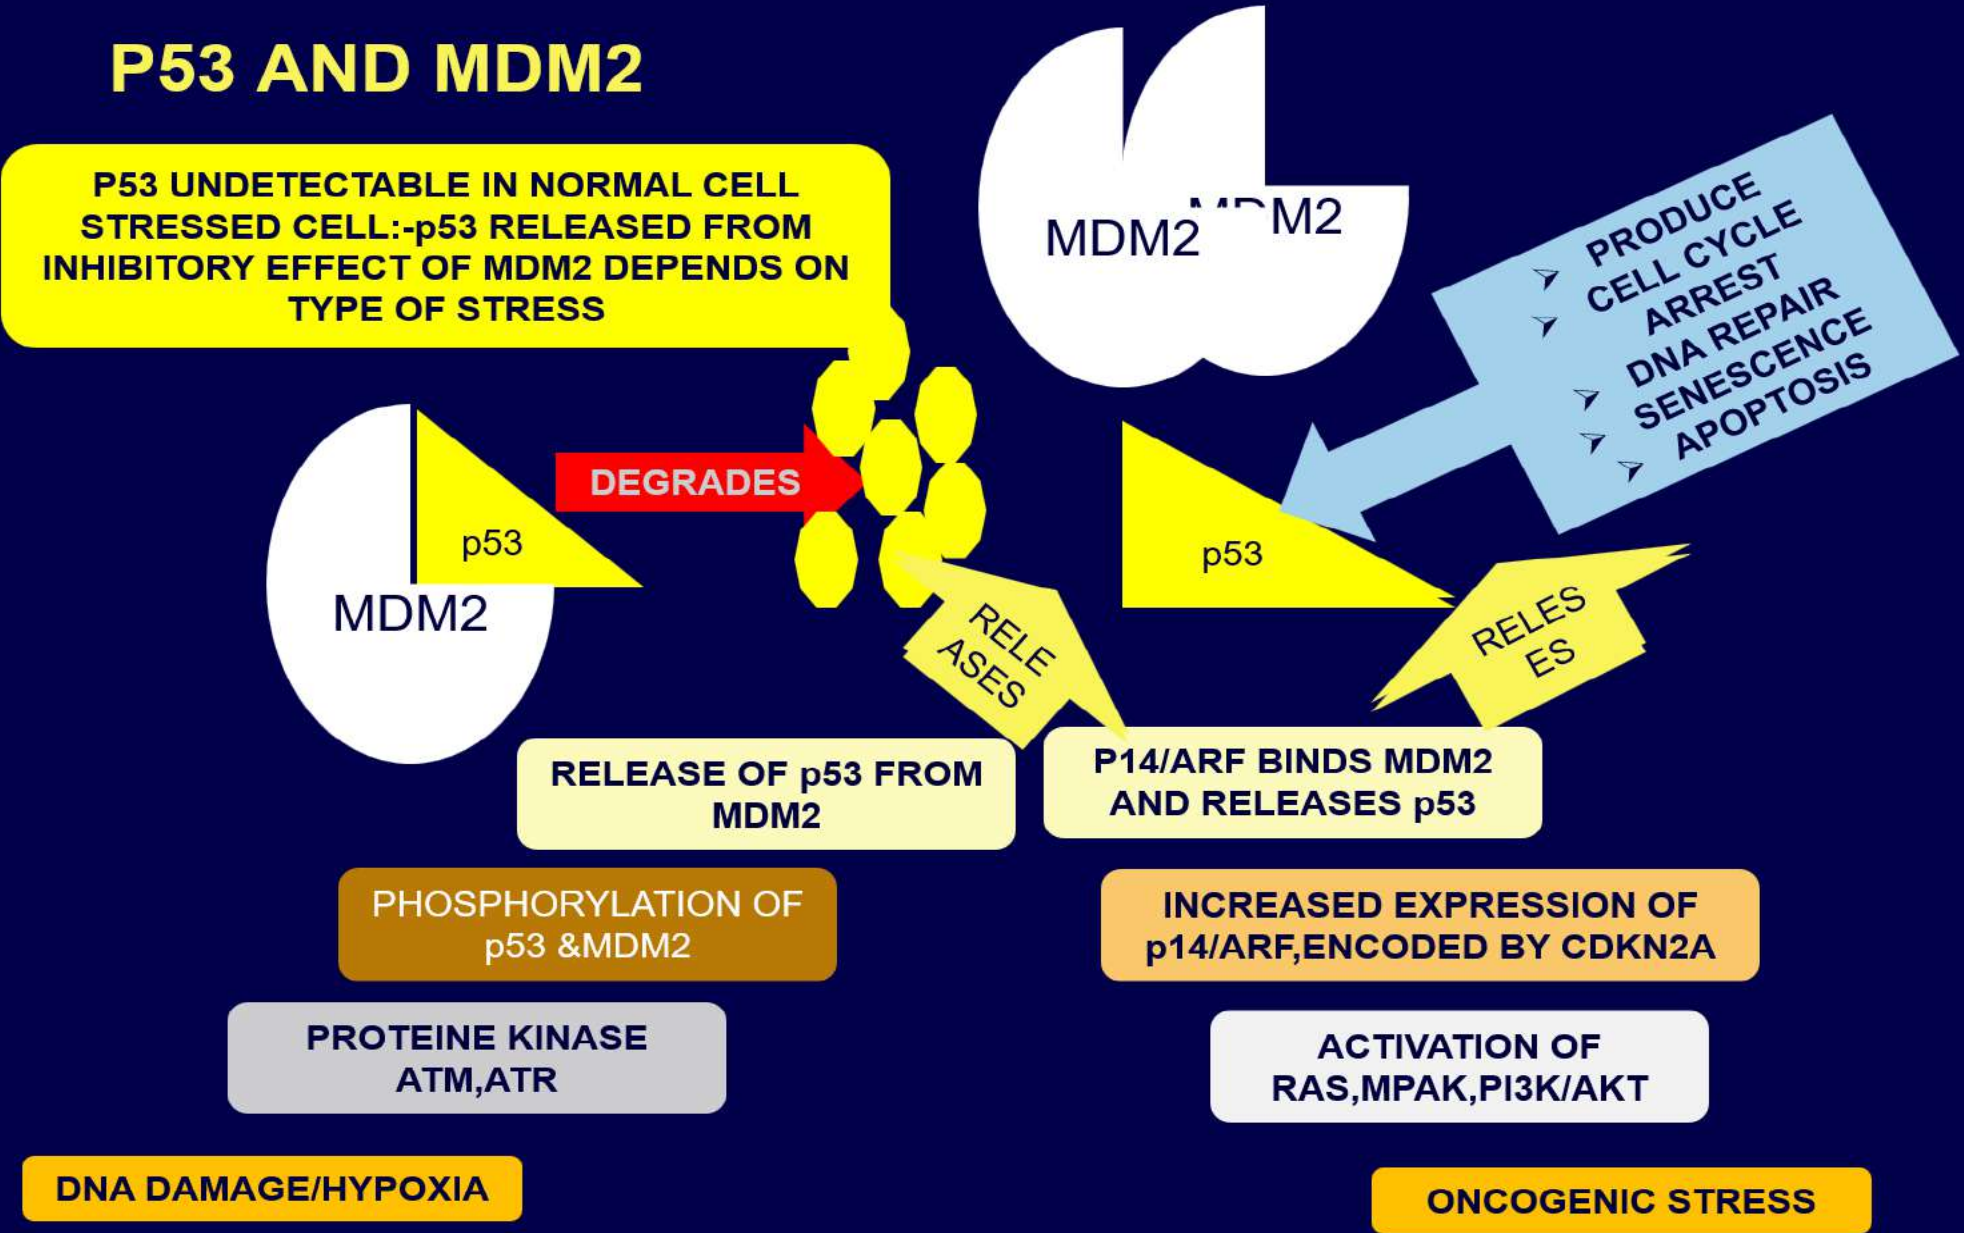 P53 AND MDM2
P53 UNDETECTABLE IN NORMAL CELL
STRESSED CELL:-p53 RELEASED FROM
INHIBITORY EFFECT OF MDM2 DEPENDS ON
TYPE OF STRESS
MDM2
MDM2
PRODUCE
CELL CYCLE
ARREST
DNA REPAIR
SENESCENCE
APOPTOSIS
p53
MDM2
DEGRADES
p53
RELE
ASES
RELES
ES
RELEASE OF p53 FROM
MDM2
P14/ARF BINDS MDM2
AND RELEASES p53
PHOSPHORYLATION OF
p53 &MDM2
INCREASED EXPRESSION OF
p14/ARF,ENCODED BY CDKN2A
PROTEINE KINASE
ATM,ATR
ACTIVATION OF
RAS,MPAK,PI3K/AKT
DNA DAMAGE/HYPOXIA
ONCOGENIC STRESS